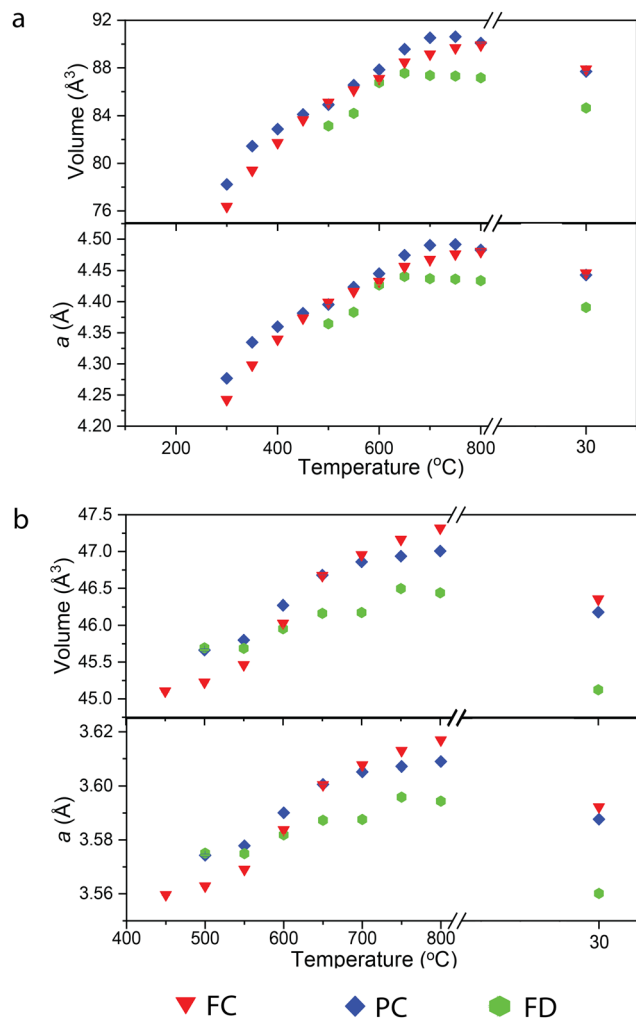 a
Volume (Å³)
92
88
84
80
76
a (Å)
4.50
4.45
4.40
4.35
4.30
4.25
4.20
200 400 600 800 30
Temperature (°C)
b
Volume (Å³)
47.5
47.0
46.5
46.0
45.5
45.0
a (Å)
3.62
3.60
3.58
3.56
400 500 600 700 800 30
Temperature (°C)
FC PC FD